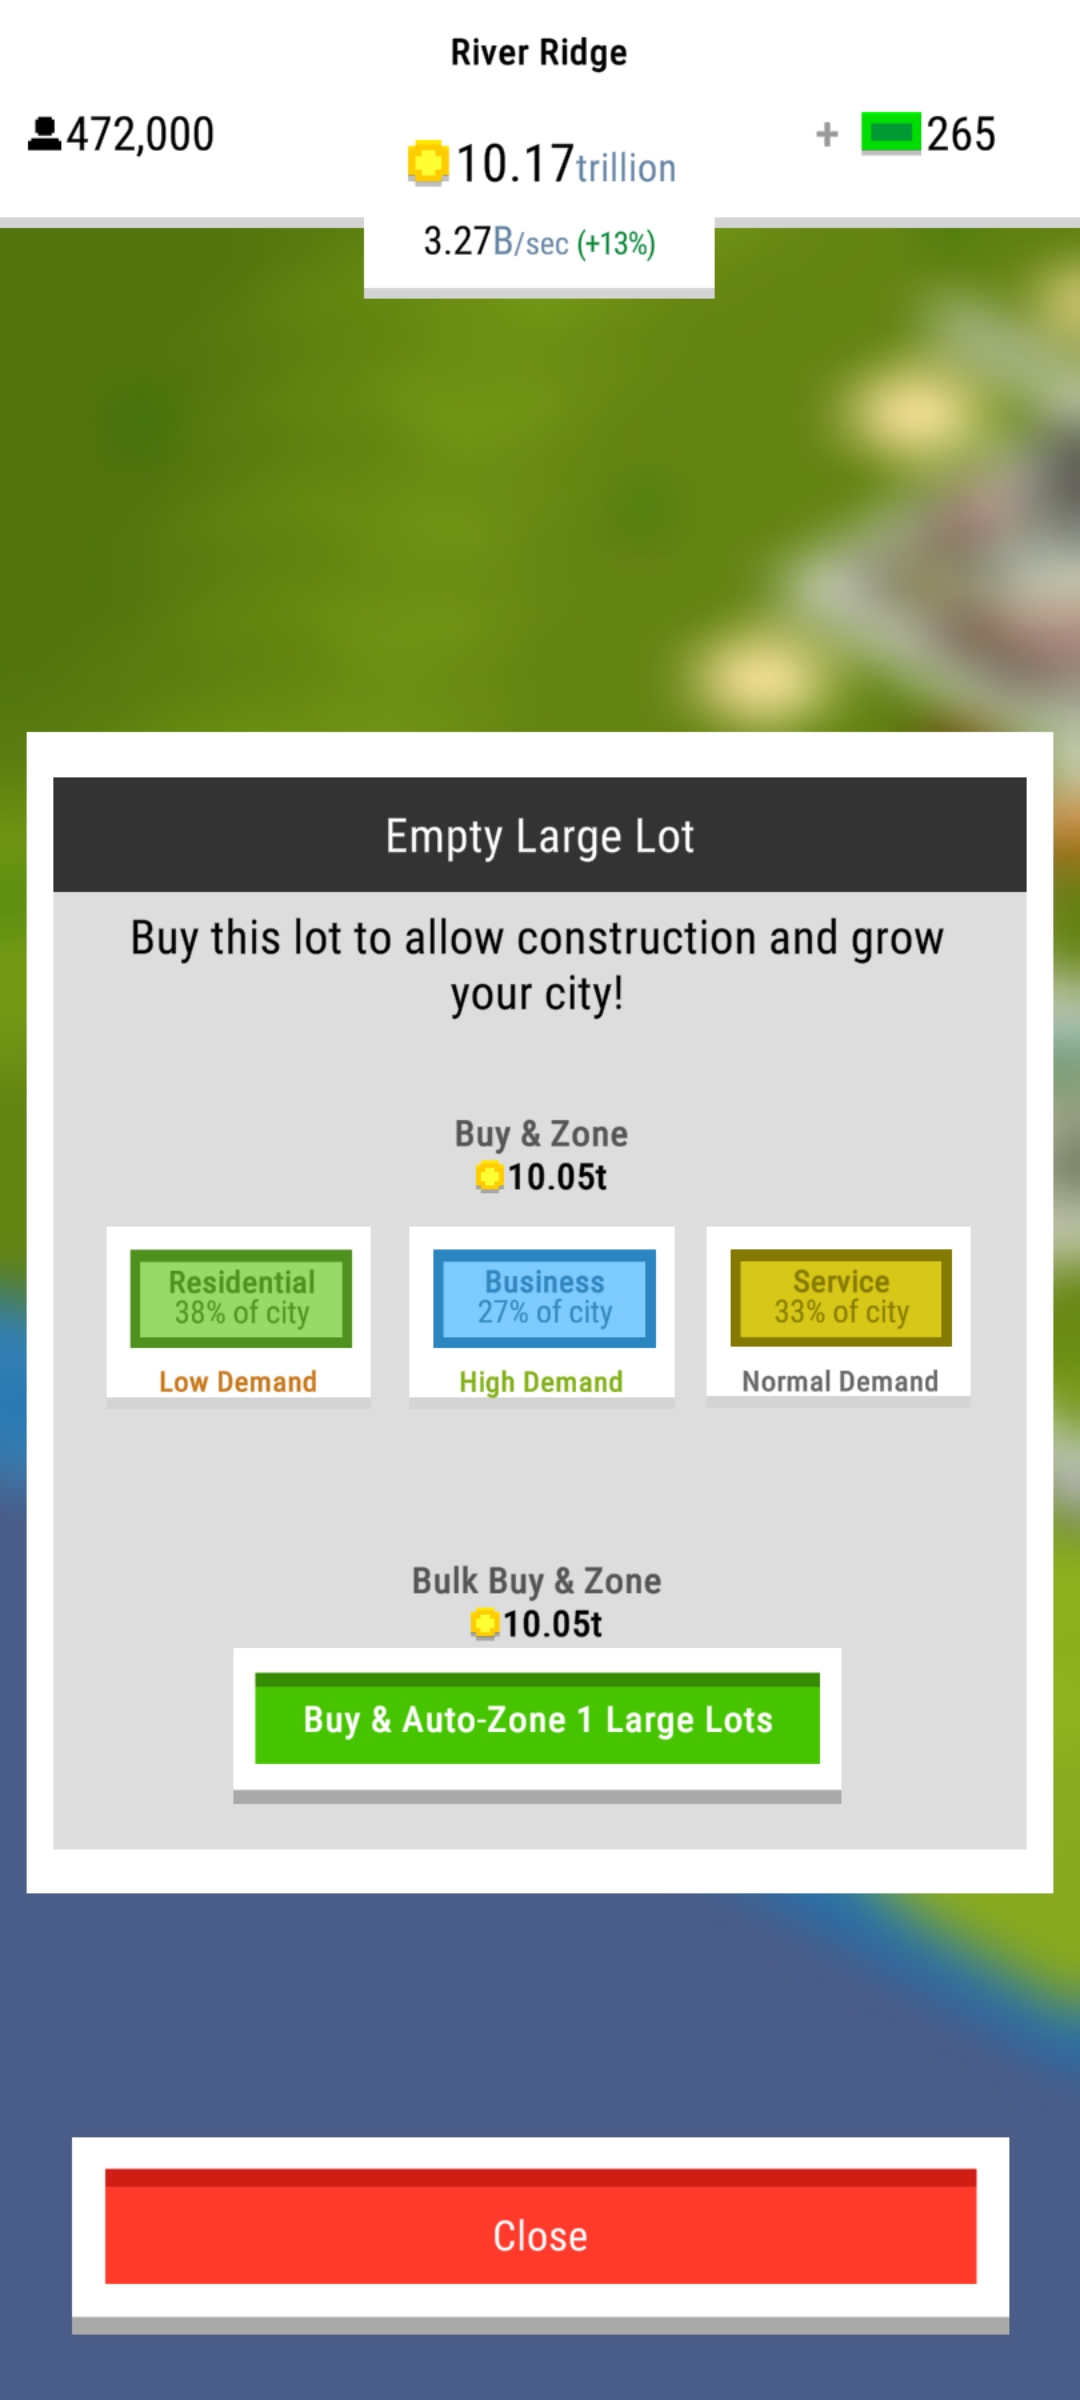 River Ridge
472,000
10.17trillion
+ 265
3.27B/sec (+13%)
Empty Large Lot
Buy this lot to allow construction and grow
your city!
Buy & Zone
10.05t
Residential
38% of city
Low Demand
Business
27% of city
High Demand
Service
33% of city
Normal Demand
Bulk Buy & Zone
10.05t
Buy & Auto-Zone 1 Large Lots
Close